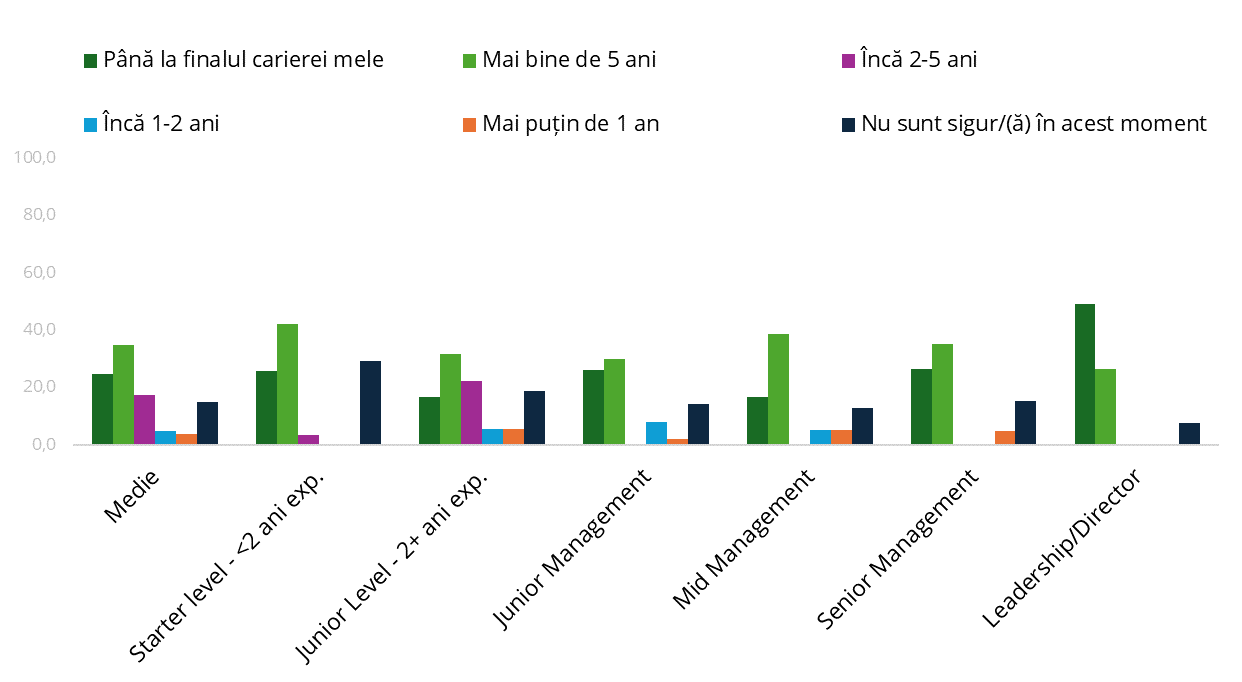 Până la finalul carierei mele
Mai bine de 5 ani
Încă 2-5 ani
Încă 1-2 ani
Mai puțin de 1 an
Nu sunt sigur/(ă) în acest moment
100,0
80,0
60,0
40,0
20,0
0,0
Medie
Starter level - <2 ani exp.
Junior Level - 2+ ani exp.
Junior Management
Mid Management
Senior Management
Leadership/Director